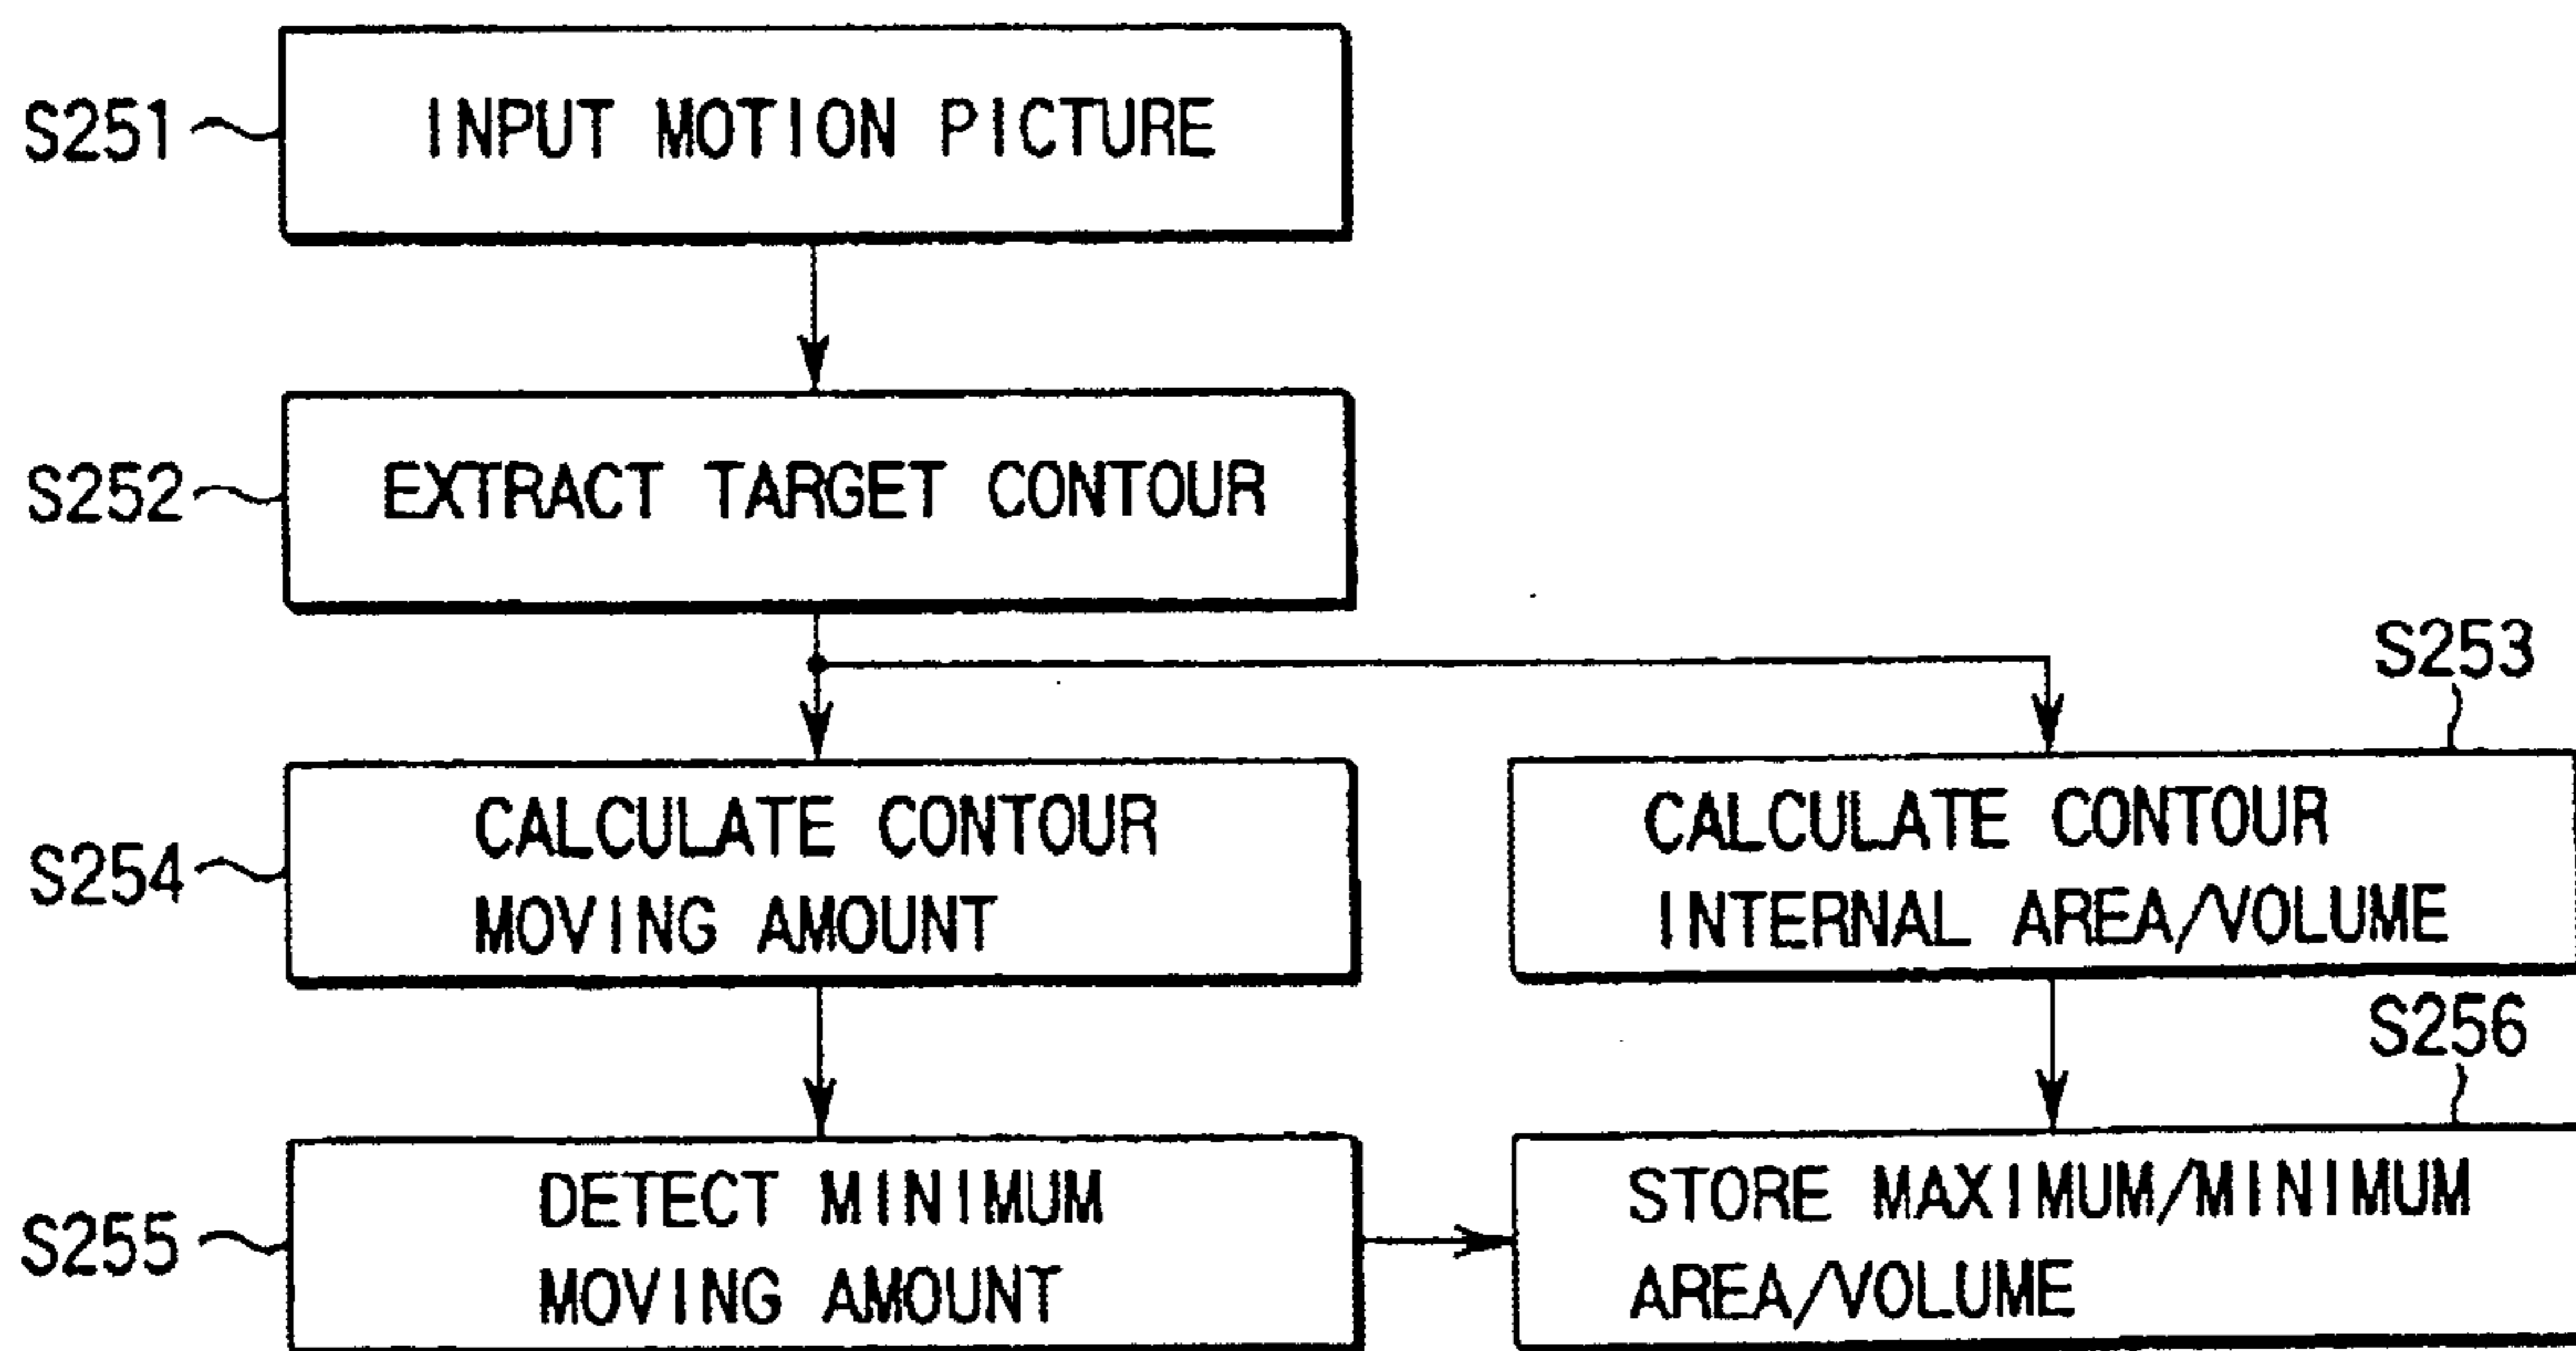 S251
INPUT MOTION PICTURE
S252
EXTRACT TARGET CONTOUR
S253
S254
CALCULATE CONTOUR
MOVING AMOUNT
CALCULATE CONTOUR
INTERNAL AREA/VOLUME
S256
S255
DETECT MINIMUM
MOVING AMOUNT
STORE MAXIMUM/MINIMUM
AREA/VOLUME